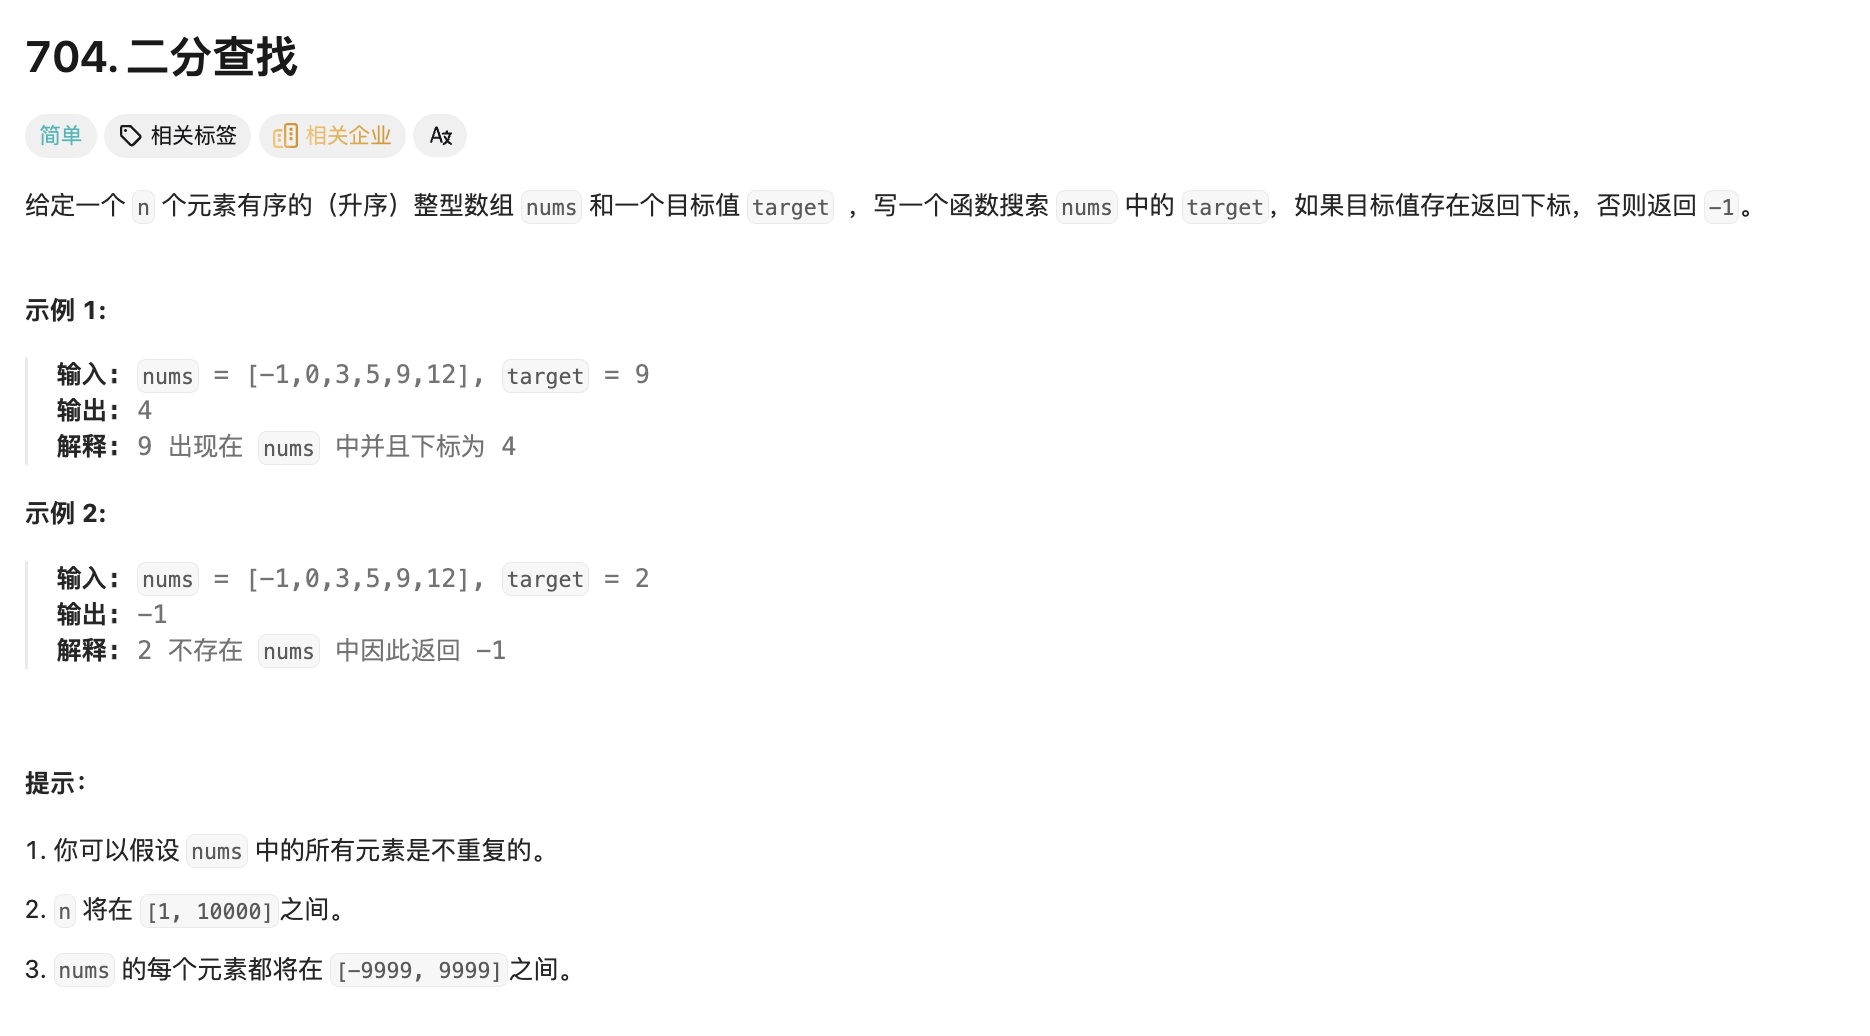 704. 二分查找
简单 相关标签 相关企业
给定一个 n 个元素有序的（升序）整型数组 nums 和一个目标值 target ，写一个函数搜索 nums 中的 target，如果目标值存在返回下标，否则返回 -1。
示例 1:
输入: nums = [-1,0,3,5,9,12], target = 9
输出: 4
解释: 9 出现在 nums 中并且下标为 4
示例 2:
输入: nums = [-1,0,3,5,9,12], target = 2
输出: -1
解释: 2 不存在 nums 中因此返回 -1
提示：
1. 你可以假设 nums 中的所有元素是不重复的。
2. n 将在 [1, 10000]之间。
3. nums 的每个元素都将在 [-9999, 9999]之间。